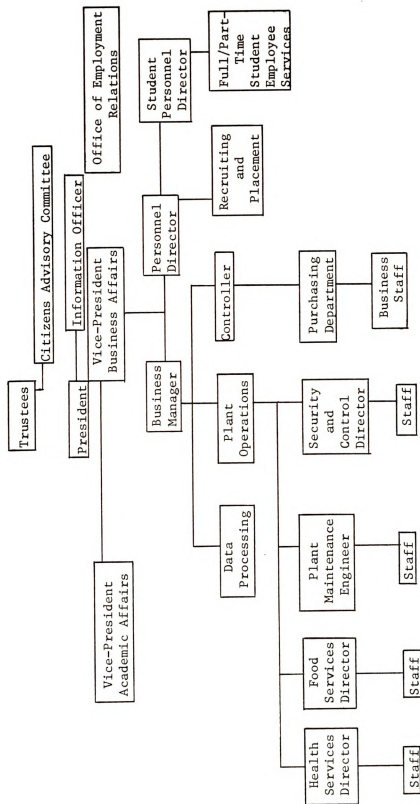 Trustees
Citizens Advisory Committee
President
Information Officer
Office of Employment
Relations
Vice-President
Academic Affairs
Vice-President
Business Affairs
Business
Manager
Personnel
Director
Student
Personnel
Director
Data
Processing
Plant
Operations
Controller
Recruiting
and
Placement
Full/Part-
Time
Student
Employee
Services
Health
Services
Director
Food
Services
Director
Plant
Maintenance
Engineer
Security
and
Control
Director
Purchasing
Department
Staff
Staff
Staff
Staff
Business
Staff